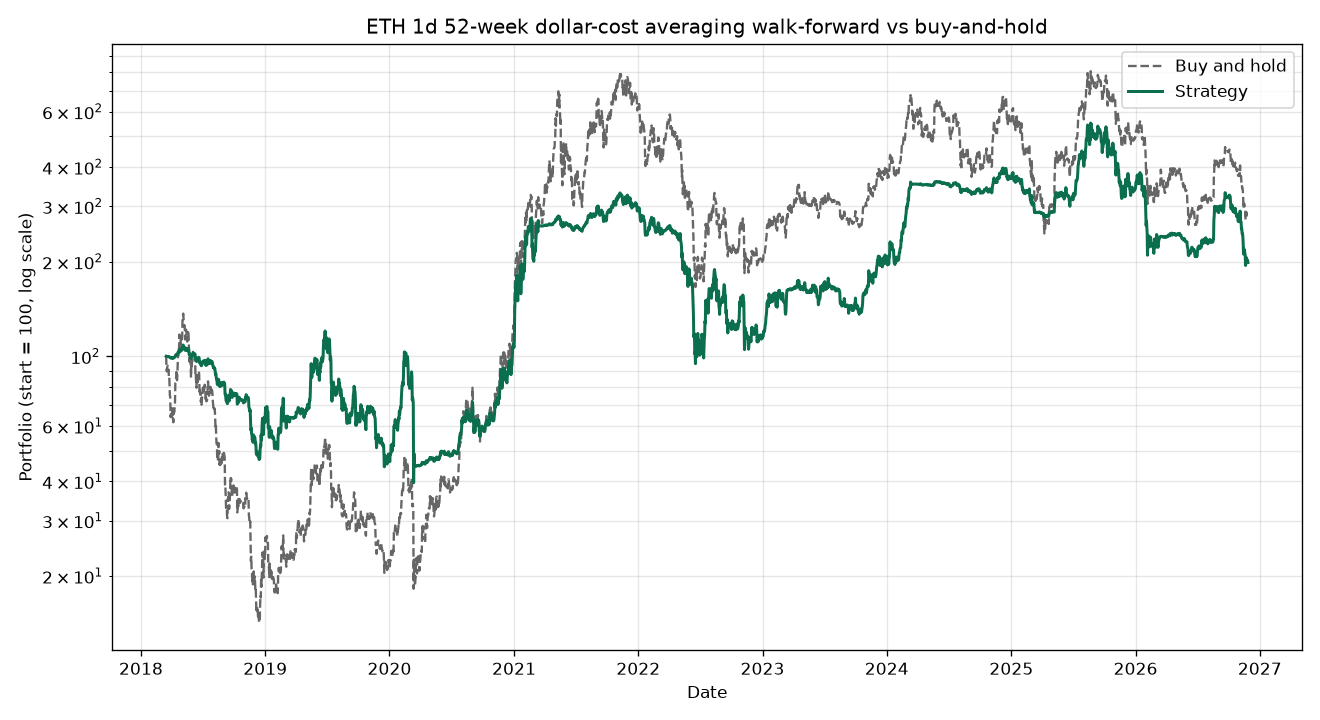 ETH 1d 52-week dollar-cost averaging walk-forward vs buy-and-hold
Buy and hold
Strategy
Portfolio (start = 100, log scale)
6 × 10²
4 × 10²
3 × 10²
2 × 10²
10²
6 × 10¹
4 × 10¹
3 × 10¹
2 × 10¹
2018 2019 2020 2021 2022 2023 2024 2025 2026 2027
Date